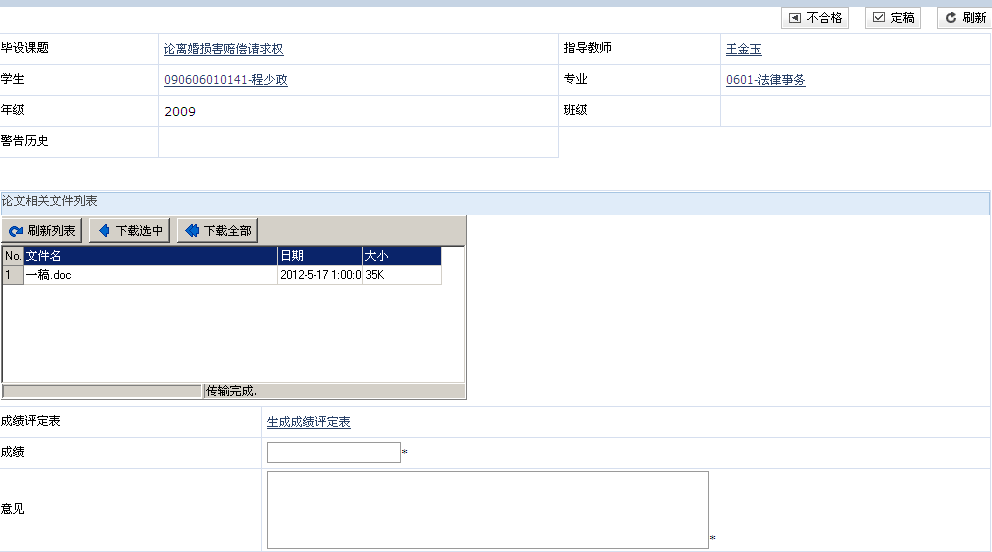 不合格 定稿 刷新
毕设课题 论离婚损害赔偿请求权 指导教师 王金玉
学生 090606010141-程少政 专业 0601-法律事务
年级 2009 班级
警告历史
论文相关文件列表
刷新列表 下载选中 下载全部
No. 文件名 日期 大小
1 一稿.doc 2012-5-17 1:00:0 35K
传输完成.
成绩评定表 生成成绩评定表
成绩 *
意见 *